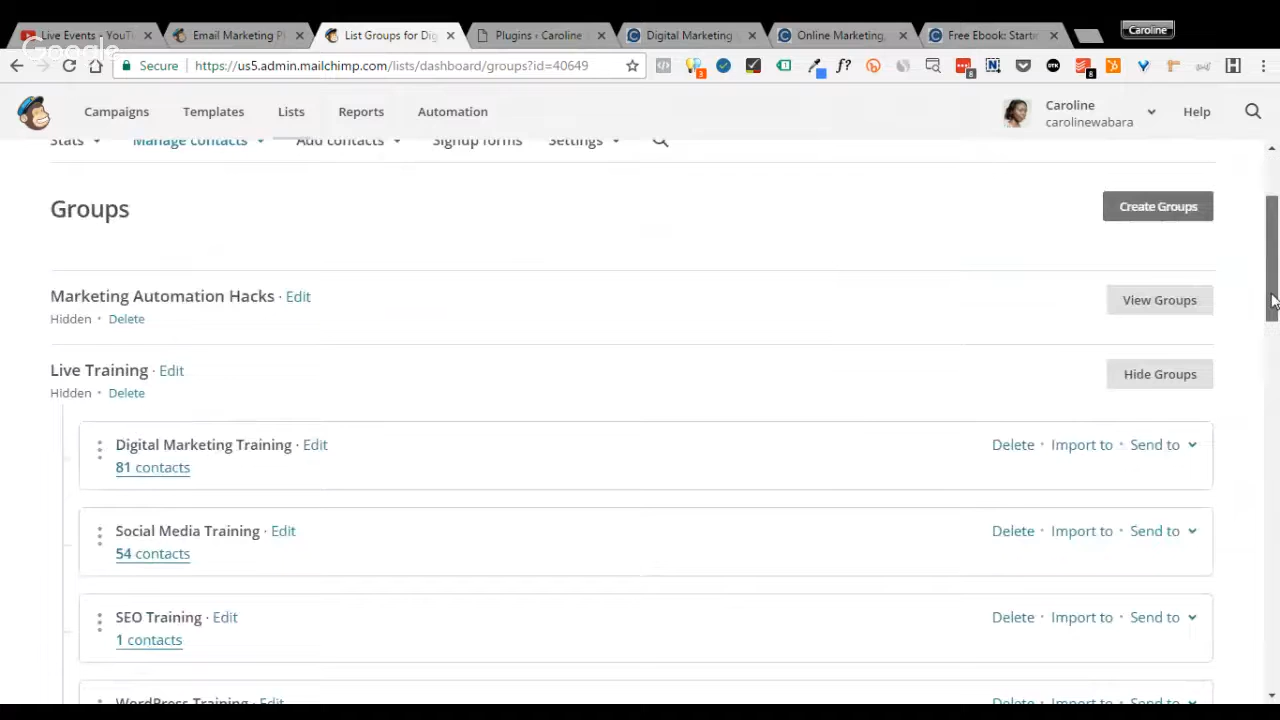 Live Events - YouTu
Email Marketing Pl
List Groups for Dig
Plugins ‹ Caroline
Digital Marketing
Online Marketing
Free Ebook: Starte
Caroline
Google
Secure
https://us5.admin.mailchimp.com/lists/dashboard/groups?id=40649
Campaigns
Templates
Lists
Reports
Automation
Caroline
carolinewabara
Help
Stats
Manage contacts
Add contacts
Signup forms
Settings
Groups
Create Groups
Marketing Automation Hacks · Edit
View Groups
Hidden • Delete
Live Training · Edit
Hide Groups
Hidden • Delete
Digital Marketing Training · Edit
Delete · Import to · Send to
81 contacts
Social Media Training · Edit
Delete · Import to · Send to
54 contacts
SEO Training · Edit
Delete · Import to · Send to
1 contacts
WordPress Training · Edit
Delete · Import to · Send to